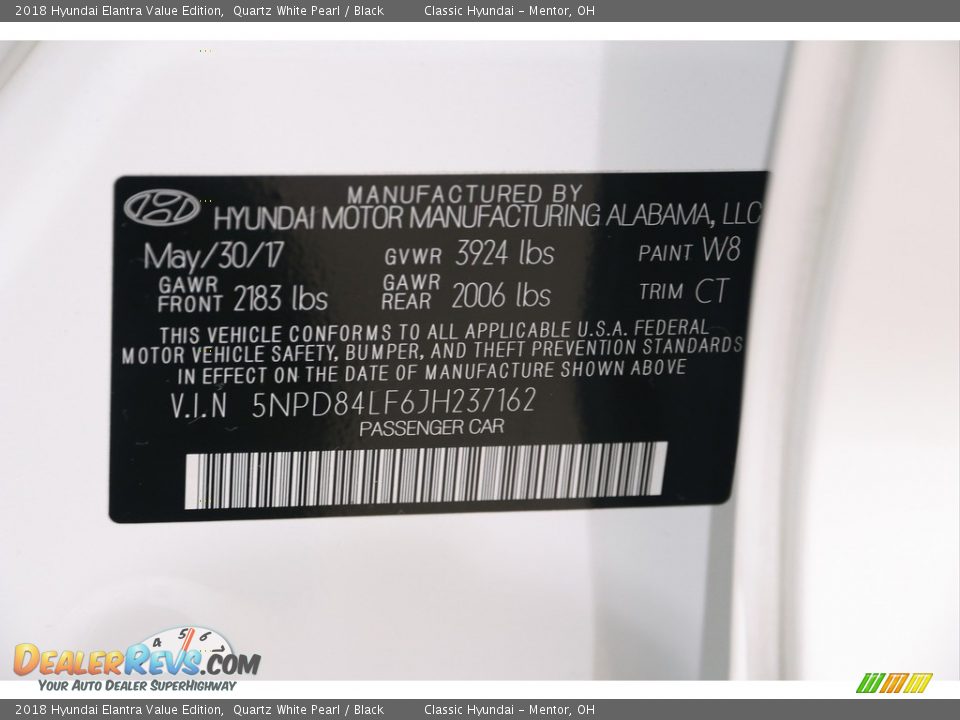 2018 Hyundai Elantra Value Edition, Quartz White Pearl / Black Classic Hyundai – Mentor, OH
MANUFACTURED BY
HYUNDAI MOTOR MANUFACTURING ALABAMA, LLC
May/30/17 GVWR 3924 lbs PAINT W8
GAWR FRONT 2183 lbs GAWR REAR 2006 lbs TRIM CT
THIS VEHICLE CONFORMS TO ALL APPLICABLE U.S.A. FEDERAL
MOTOR VEHICLE SAFETY, BUMPER, AND THEFT PREVENTION STANDARDS
IN EFFECT ON THE DATE OF MANUFACTURE SHOWN ABOVE
V.I.N 5NPD84LF6JH237162
PASSENGER CAR
4 5 6 7
DEALERREVS.COM
YOUR AUTO DEALER SUPERHIGHWAY
2018 Hyundai Elantra Value Edition, Quartz White Pearl / Black Classic Hyundai – Mentor, OH